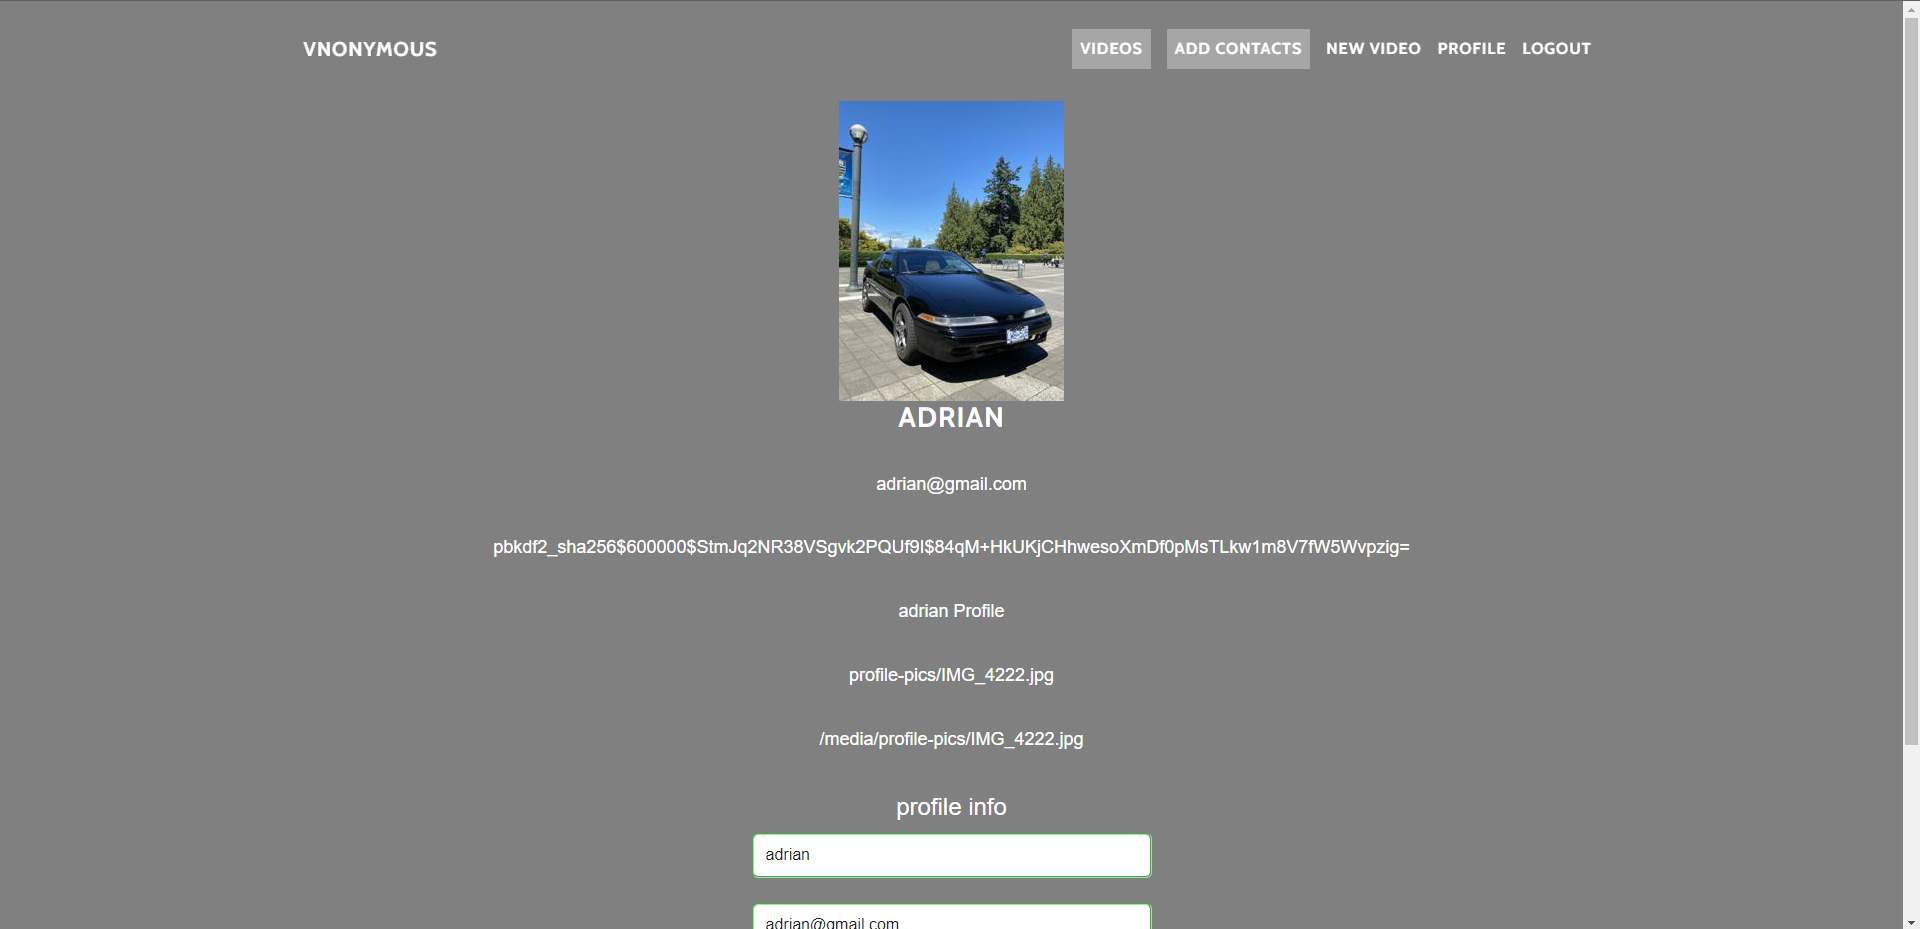 VNONYMOUS
VIDEOS ADD CONTACTS NEW VIDEO PROFILE LOGOUT
ADRIAN
adrian@gmail.com
pbkdf2_sha256$600000$StmJq2NR38VSgvk2PQUf9I$84qM+HkUKjCHhwesoXmDf0pMsTLkw1m8V7fW5Wvpzig=
adrian Profile
profile-pics/IMG_4222.jpg
/media/profile-pics/IMG_4222.jpg
profile info
adrian
adrian@gmail.com